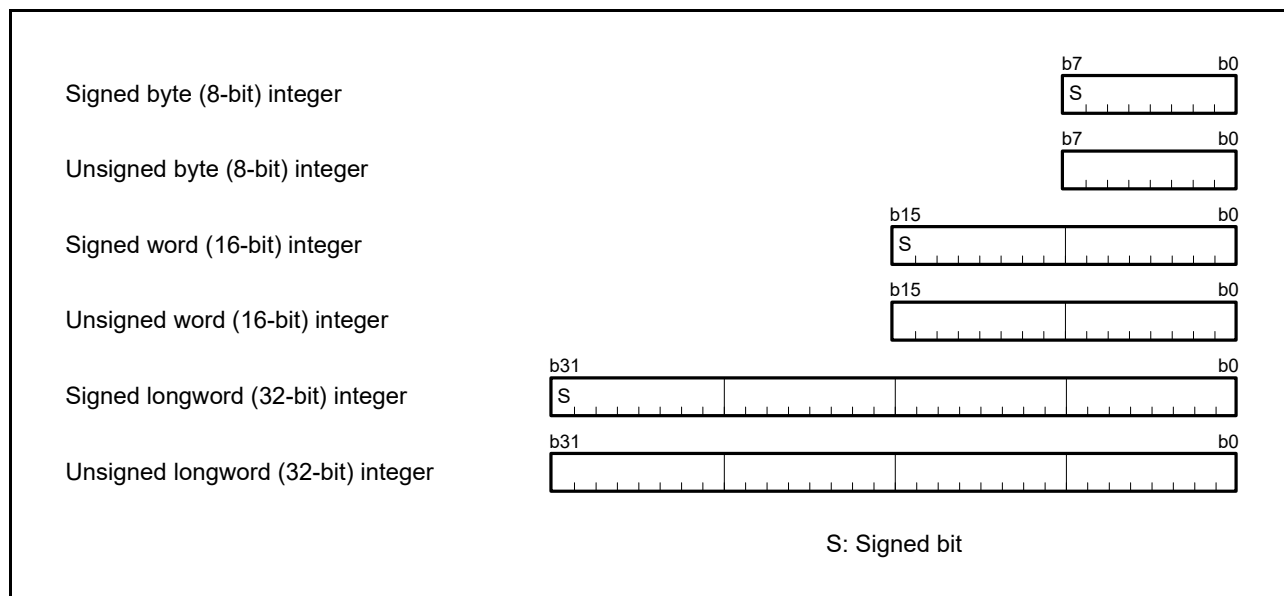 b7 b0
Signed byte (8-bit) integer S
b7 b0
Unsigned byte (8-bit) integer
b15 b0
Signed word (16-bit) integer S
b15 b0
Unsigned word (16-bit) integer
b31 b0
Signed longword (32-bit) integer S
b31 b0
Unsigned longword (32-bit) integer
S: Signed bit